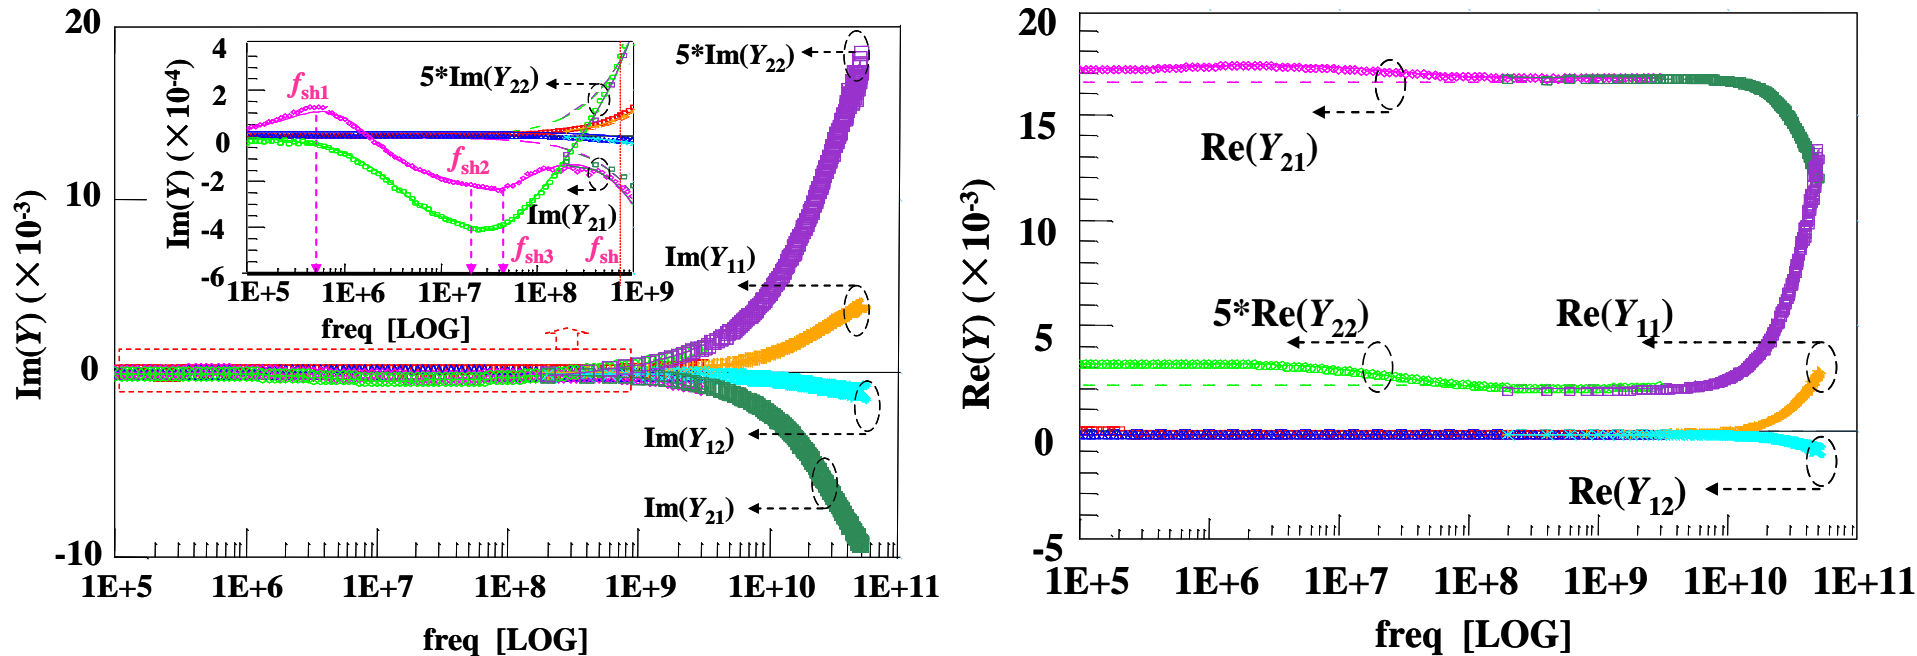 20
10
0
-10
Im(Y) (×10⁻³)
1E+5 1E+6 1E+7 1E+8 1E+9 1E+10 1E+11
freq [LOG]
5*Im(Y₂₂)
Im(Y₁₁)
Im(Y₁₂)
Im(Y₂₁)
4
2
0
-2
-4
-6
Im(Y) (×10⁻⁴)
f_sh1
5*Im(Y₂₂)
f_sh2
Im(Y₂₁)
f_sh3 f_sh
1E+5 1E+6 1E+7 1E+8 1E+9
freq [LOG]
20
15
10
5
0
-5
Re(Y) (×10⁻³)
Re(Y₂₁)
5*Re(Y₂₂) Re(Y₁₁)
Re(Y₁₂)
1E+5 1E+6 1E+7 1E+8 1E+9 1E+10 1E+11
freq [LOG]